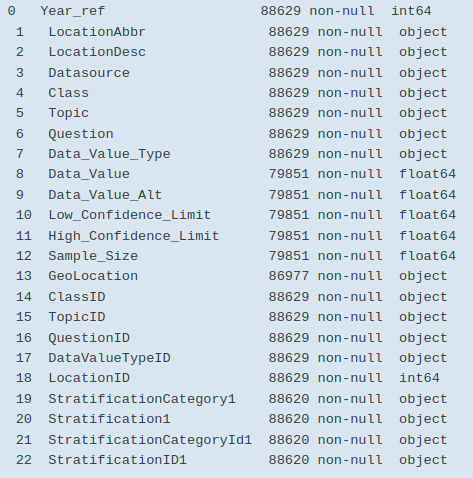 0   Year_ref                   88629 non-null  int64
1   LocationAbbr               88629 non-null  object
2   LocationDesc               88629 non-null  object
3   Datasource                 88629 non-null  object
4   Class                      88629 non-null  object
5   Topic                      88629 non-null  object
6   Question                   88629 non-null  object
7   Data_Value_Type            88629 non-null  object
8   Data_Value                 79851 non-null  float64
9   Data_Value_Alt             79851 non-null  float64
10  Low_Confidence_Limit       79851 non-null  float64
11  High_Confidence_Limit      79851 non-null  float64
12  Sample_Size                79851 non-null  float64
13  GeoLocation                86977 non-null  object
14  ClassID                    88629 non-null  object
15  TopicID                    88629 non-null  object
16  QuestionID                 88629 non-null  object
17  DataValueTypeID            88629 non-null  object
18  LocationID                 88629 non-null  int64
19  StratificationCategory1    88620 non-null  object
20  Stratification1            88620 non-null  object
21  StratificationCategoryId1  88620 non-null  object
22  StratificationID1          88620 non-null  object